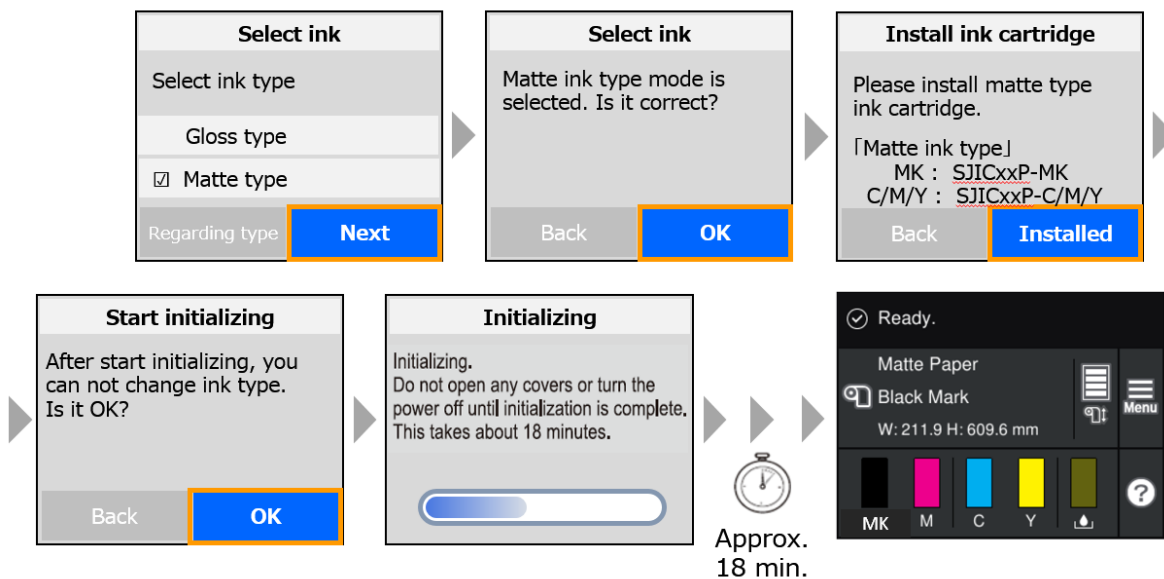 Select ink
Select ink type
Gloss type
☑ Matte type
Regarding type
Next
Select ink
Matte ink type mode is
selected. Is it correct?
Back
OK
Install ink cartridge
Please install matte type
ink cartridge.
｢Matte ink type｣
MK : SJICxxP-MK
C/M/Y : SJICxxP-C/M/Y
Back
Installed
Start initializing
After start initializing, you
can not change ink type.
Is it OK?
Back
OK
Initializing
Initializing.
Do not open any covers or turn the
power off until initialization is complete.
This takes about 18 minutes.
Approx.
18 min.
Ready.
Matte Paper
Black Mark
W: 211.9 H: 609.6 mm
Menu
MK
M
C
Y
?